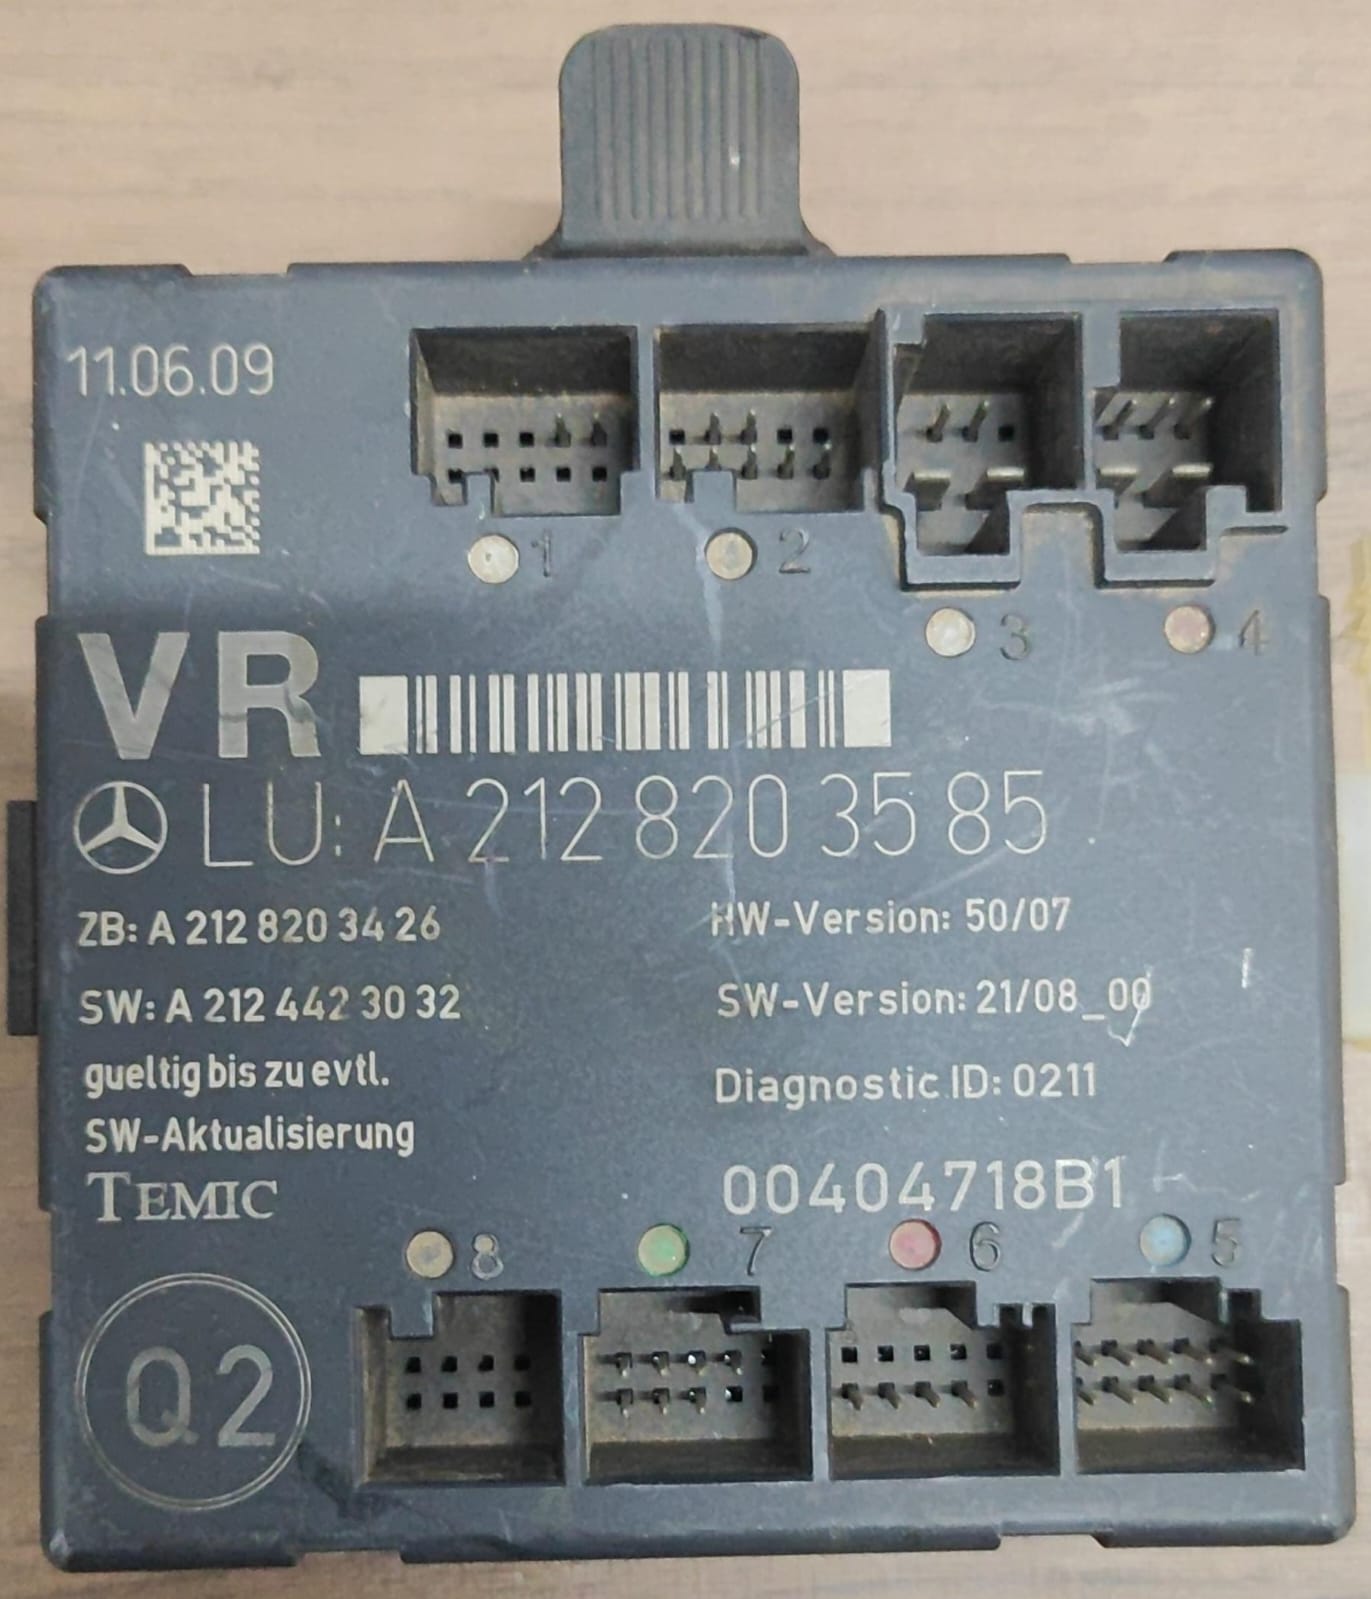 11.06.09
1
2
3
4
VR
LU: A 212 820 35 85
ZB: A 212 820 34 26
HW-Version: 50/07
SW: A 212 442 30 32
SW-Version: 21/08_00
gueltig bis zu evtl.
Diagnostic ID: 0211
SW-Aktualisierung
TEMIC
00404718B1
8
7
6
5
Q2